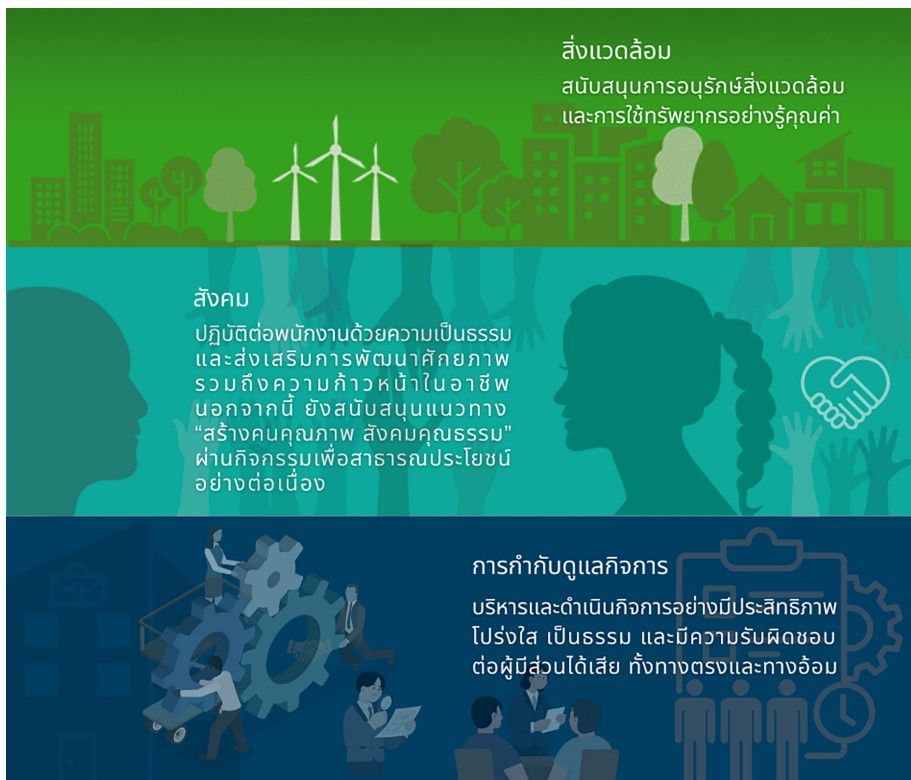 สิ่งแวดล้อม
สนับสนุนการอนุรักษ์สิ่งแวดล้อม
และการใช้ทรัพยากรอย่างรู้คุณค่า
สังคม
ปฏิบัติต่อพนักงานด้วยความเป็นธรรม
และส่งเสริมการพัฒนาศักยภาพ
รวมถึงความก้าวหน้าในอาชีพ
นอกจากนี้ ยังสนับสนุนแนวทาง
“สร้างคนคุณภาพ สังคมคุณธรรม”
ผ่านกิจกรรมเพื่อสาธารณประโยชน์
อย่างต่อเนื่อง
การกำกับดูแลกิจการ
บริหารและดำเนินกิจการอย่างมีประสิทธิภาพ
โปร่งใส เป็นธรรม และมีความรับผิดชอบ
ต่อผู้มีส่วนได้เสีย ทั้งทางตรงและทางอ้อม